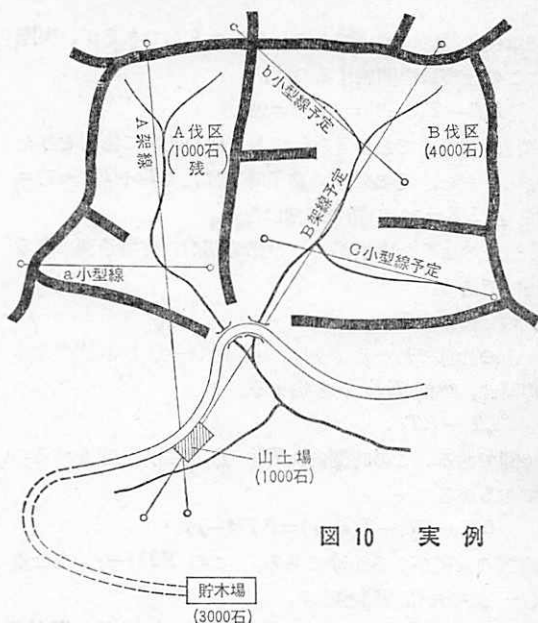 b小型線予定
A架線
A伐区
(1000石)
残
B伐区
(4000石)
B架線予定
a小型線
C小型線予定
山土場
(1000石)
図10 実例
貯木場
(3000石)